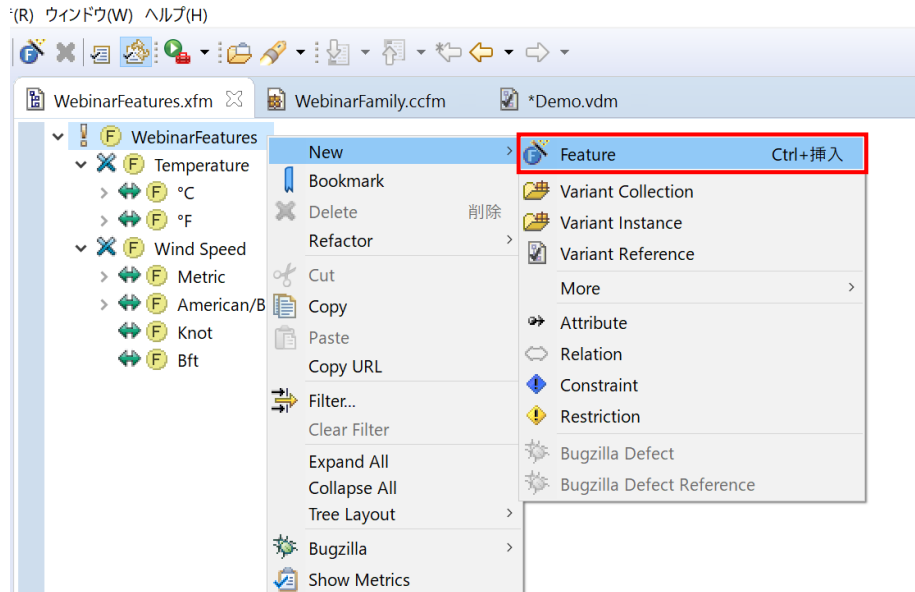 (R) ウィンドウ(W) ヘルプ(H)
WebinarFeatures.xfm
WebinarFamily.ccfm
*Demo.vdm
WebinarFeatures
Temperature
°C
°F
Wind Speed
Metric
American/B
Knot
Bft
New
Bookmark
Delete 削除
Refactor
Cut
Copy
Paste
Copy URL
Filter...
Clear Filter
Expand All
Collapse All
Tree Layout
Bugzilla
Show Metrics
Feature Ctrl+挿入
Variant Collection
Variant Instance
Variant Reference
More
Attribute
Relation
Constraint
Restriction
Bugzilla Defect
Bugzilla Defect Reference